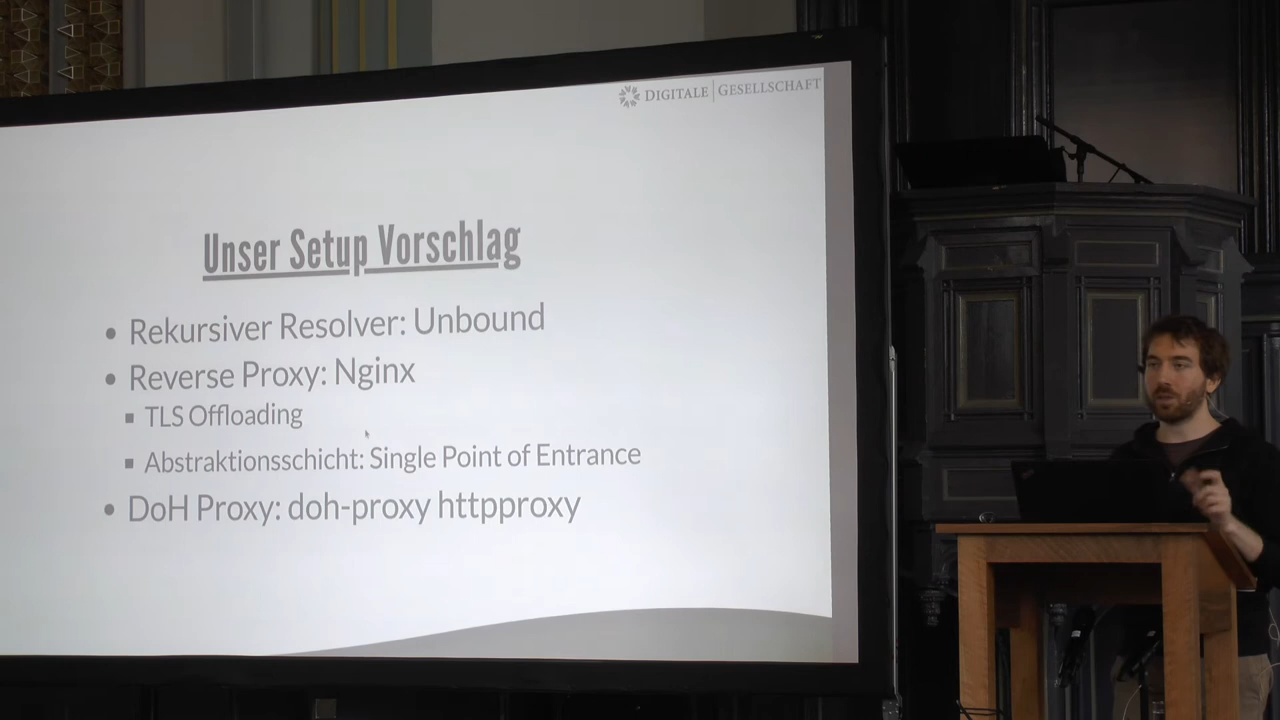 DIGITALE | GESELLSCHAFT
Unser Setup Vorschlag
• Rekursiver Resolver: Unbound
• Reverse Proxy: Nginx
▪ TLS Offloading
▪ Abstraktionsschicht: Single Point of Entrance
• DoH Proxy: doh-proxy httpproxy